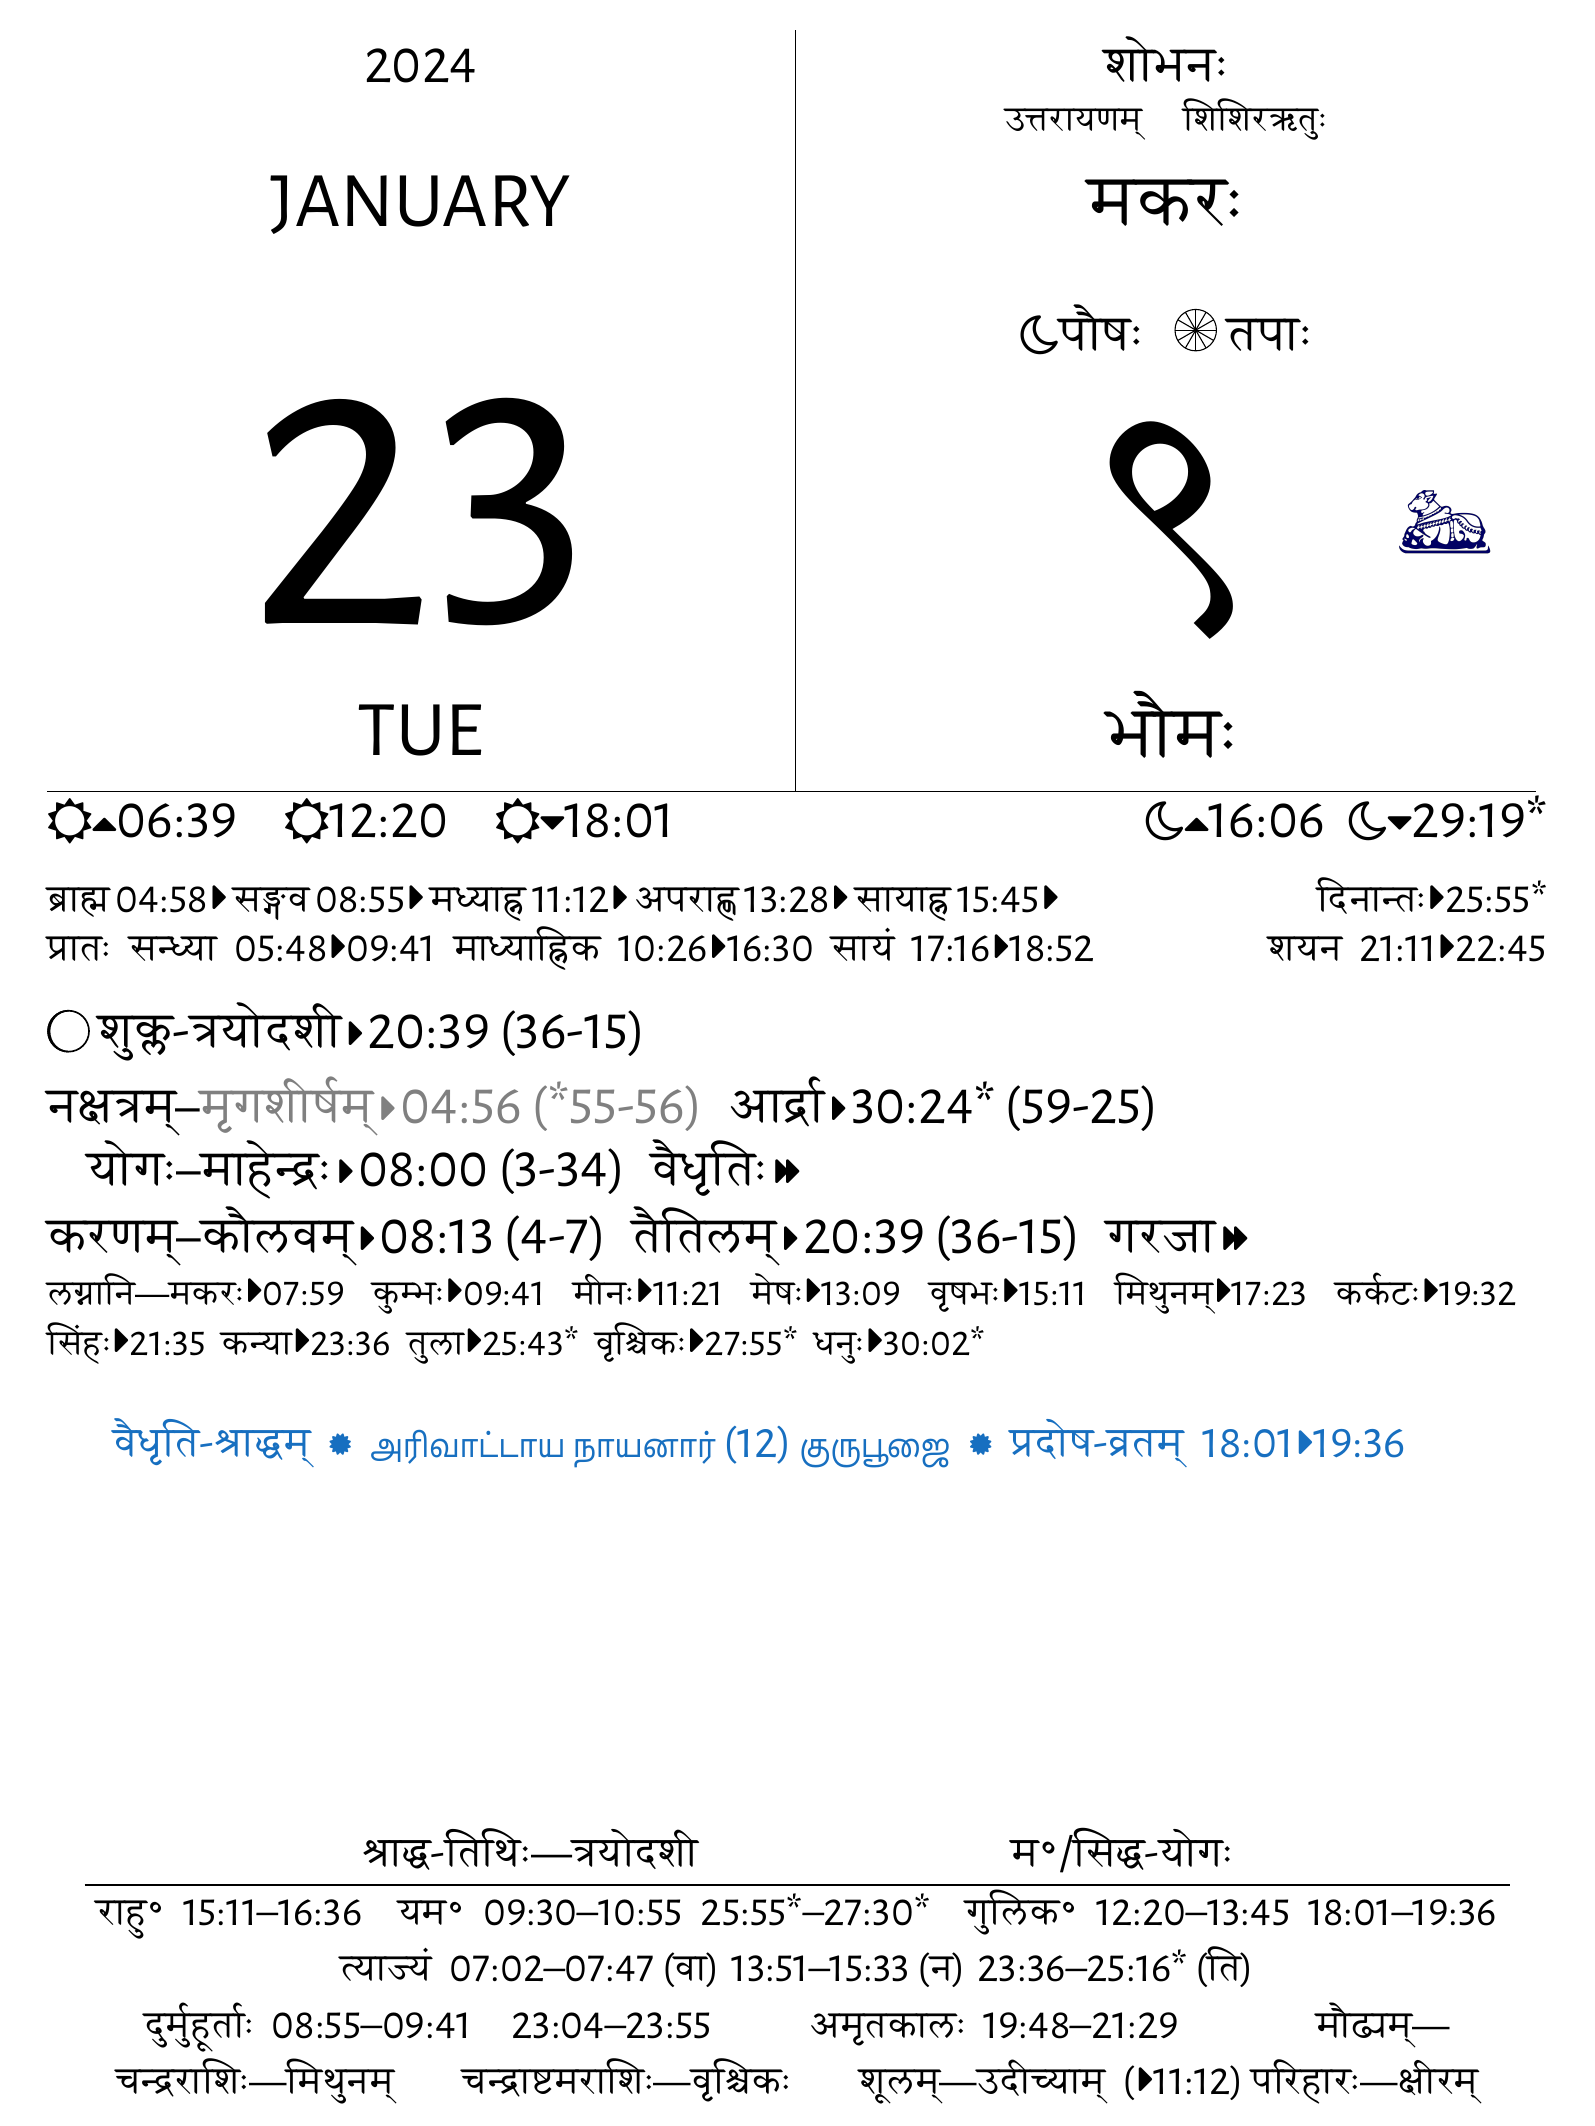 2024
JANUARY
23
TUE
शोभनः
उत्तरायणम् शिशिरऋतुः
मकरः
पौषः तपाः
९
भौमः
06:39 12:20 18:01 16:06 29:19*
ब्राह्म 04:58 सङ्गव 08:55 मध्याह्न 11:12 अपराह्ण 13:28 सायाह्न 15:45 दिनान्तः 25:55*
प्रातः सन्ध्या 05:48 09:41 माध्याह्निक 10:26 16:30 सायं 17:16 18:52 शयन 21:11 22:45
शुक्ल-त्रयोदशी 20:39 (36-15)
नक्षत्रम्–मृगशीर्षम् 04:56 (*55-56) आर्द्रा 30:24* (59-25)
योगः–माहेन्द्रः 08:00 (3-34) वैधृतिः
करणम्–कौलवम् 08:13 (4-7) तैतिलम् 20:39 (36-15) गरजा
लग्नानि—मकरः 07:59 कुम्भः 09:41 मीनः 11:21 मेषः 13:09 वृषभः 15:11 मिथुनम् 17:23 कर्कटः 19:32
सिंहः 21:35 कन्या 23:36 तुला 25:43* वृश्चिकः 27:55* धनुः 30:02*
वैधृति-श्राद्धम् ✹ அரிவாட்டாய நாயனார் (12) குருபூஜை ✹ प्रदोष-व्रतम् 18:01 19:36
श्राद्ध-तिथिः—त्रयोदशी म°/सिद्ध-योगः
राहु° 15:11–16:36 यम° 09:30–10:55 25:55*–27:30* गुलिक° 12:20–13:45 18:01–19:36
त्याज्यं 07:02–07:47 (वा) 13:51–15:33 (न) 23:36–25:16* (ति)
दुर्मुहूर्ताः 08:55–09:41 23:04–23:55 अमृतकालः 19:48–21:29 मौढ्यम्—
चन्द्रराशिः—मिथुनम् चन्द्राष्टमराशिः—वृश्चिकः शूलम्—उदीच्याम् (11:12) परिहारः—क्षीरम्